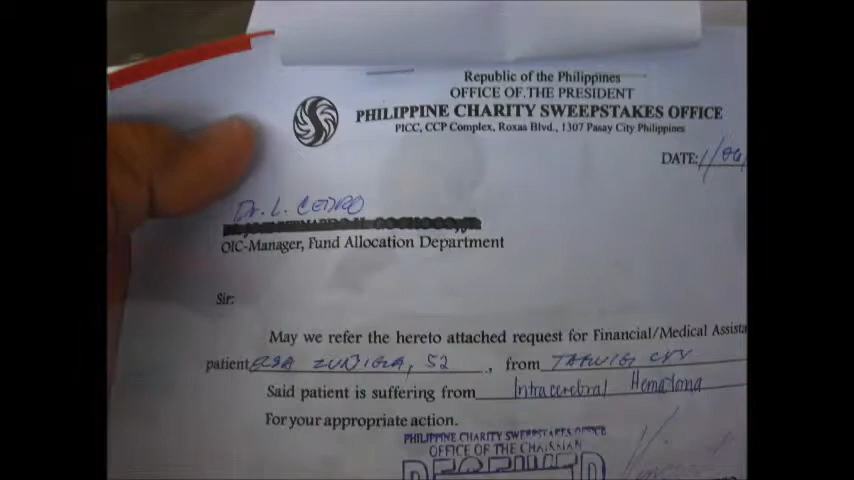 Republic of the Philippines
OFFICE OF THE PRESIDENT
PHILIPPINE CHARITY SWEEPSTAKES OFFICE
PICC, CCP Complex, Roxas Blvd., 1307 Pasay City Philippines
DATE: 1/06
Dr. L. CEDRO
OIC-Manager, Fund Allocation Department
Sir:
May we refer the hereto attached request for Financial/Medical Assista
patient ZUNIGA, 52, from TAGUIG CITY
Said patient is suffering from Intracerebral Hematoma
For your appropriate action.
PHILIPPINE CHARITY SWEEPSTAKES OFFICE
OFFICE OF THE CHAIRMAN